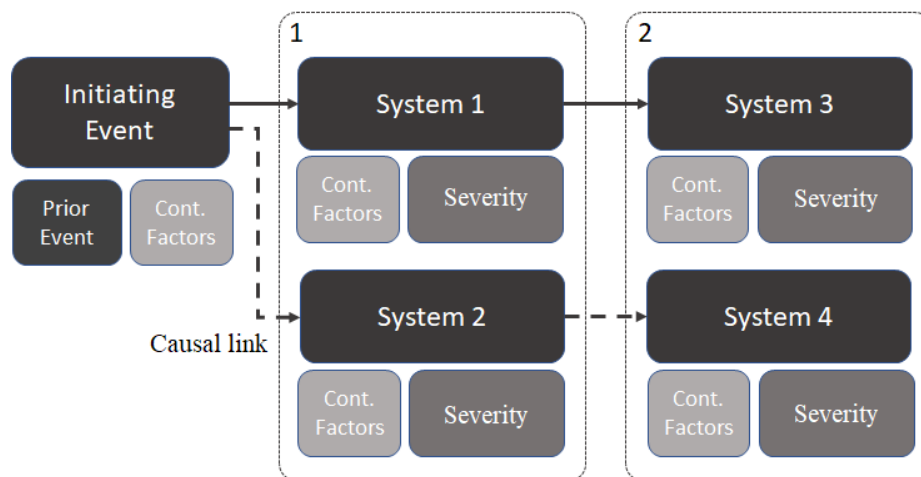 1
2
Initiating
Event
System 1
System 3
Cont.
Factors
Severity
Cont.
Factors
Severity
Prior
Event
Cont.
Factors
System 2
System 4
Causal link
Cont.
Factors
Severity
Cont.
Factors
Severity